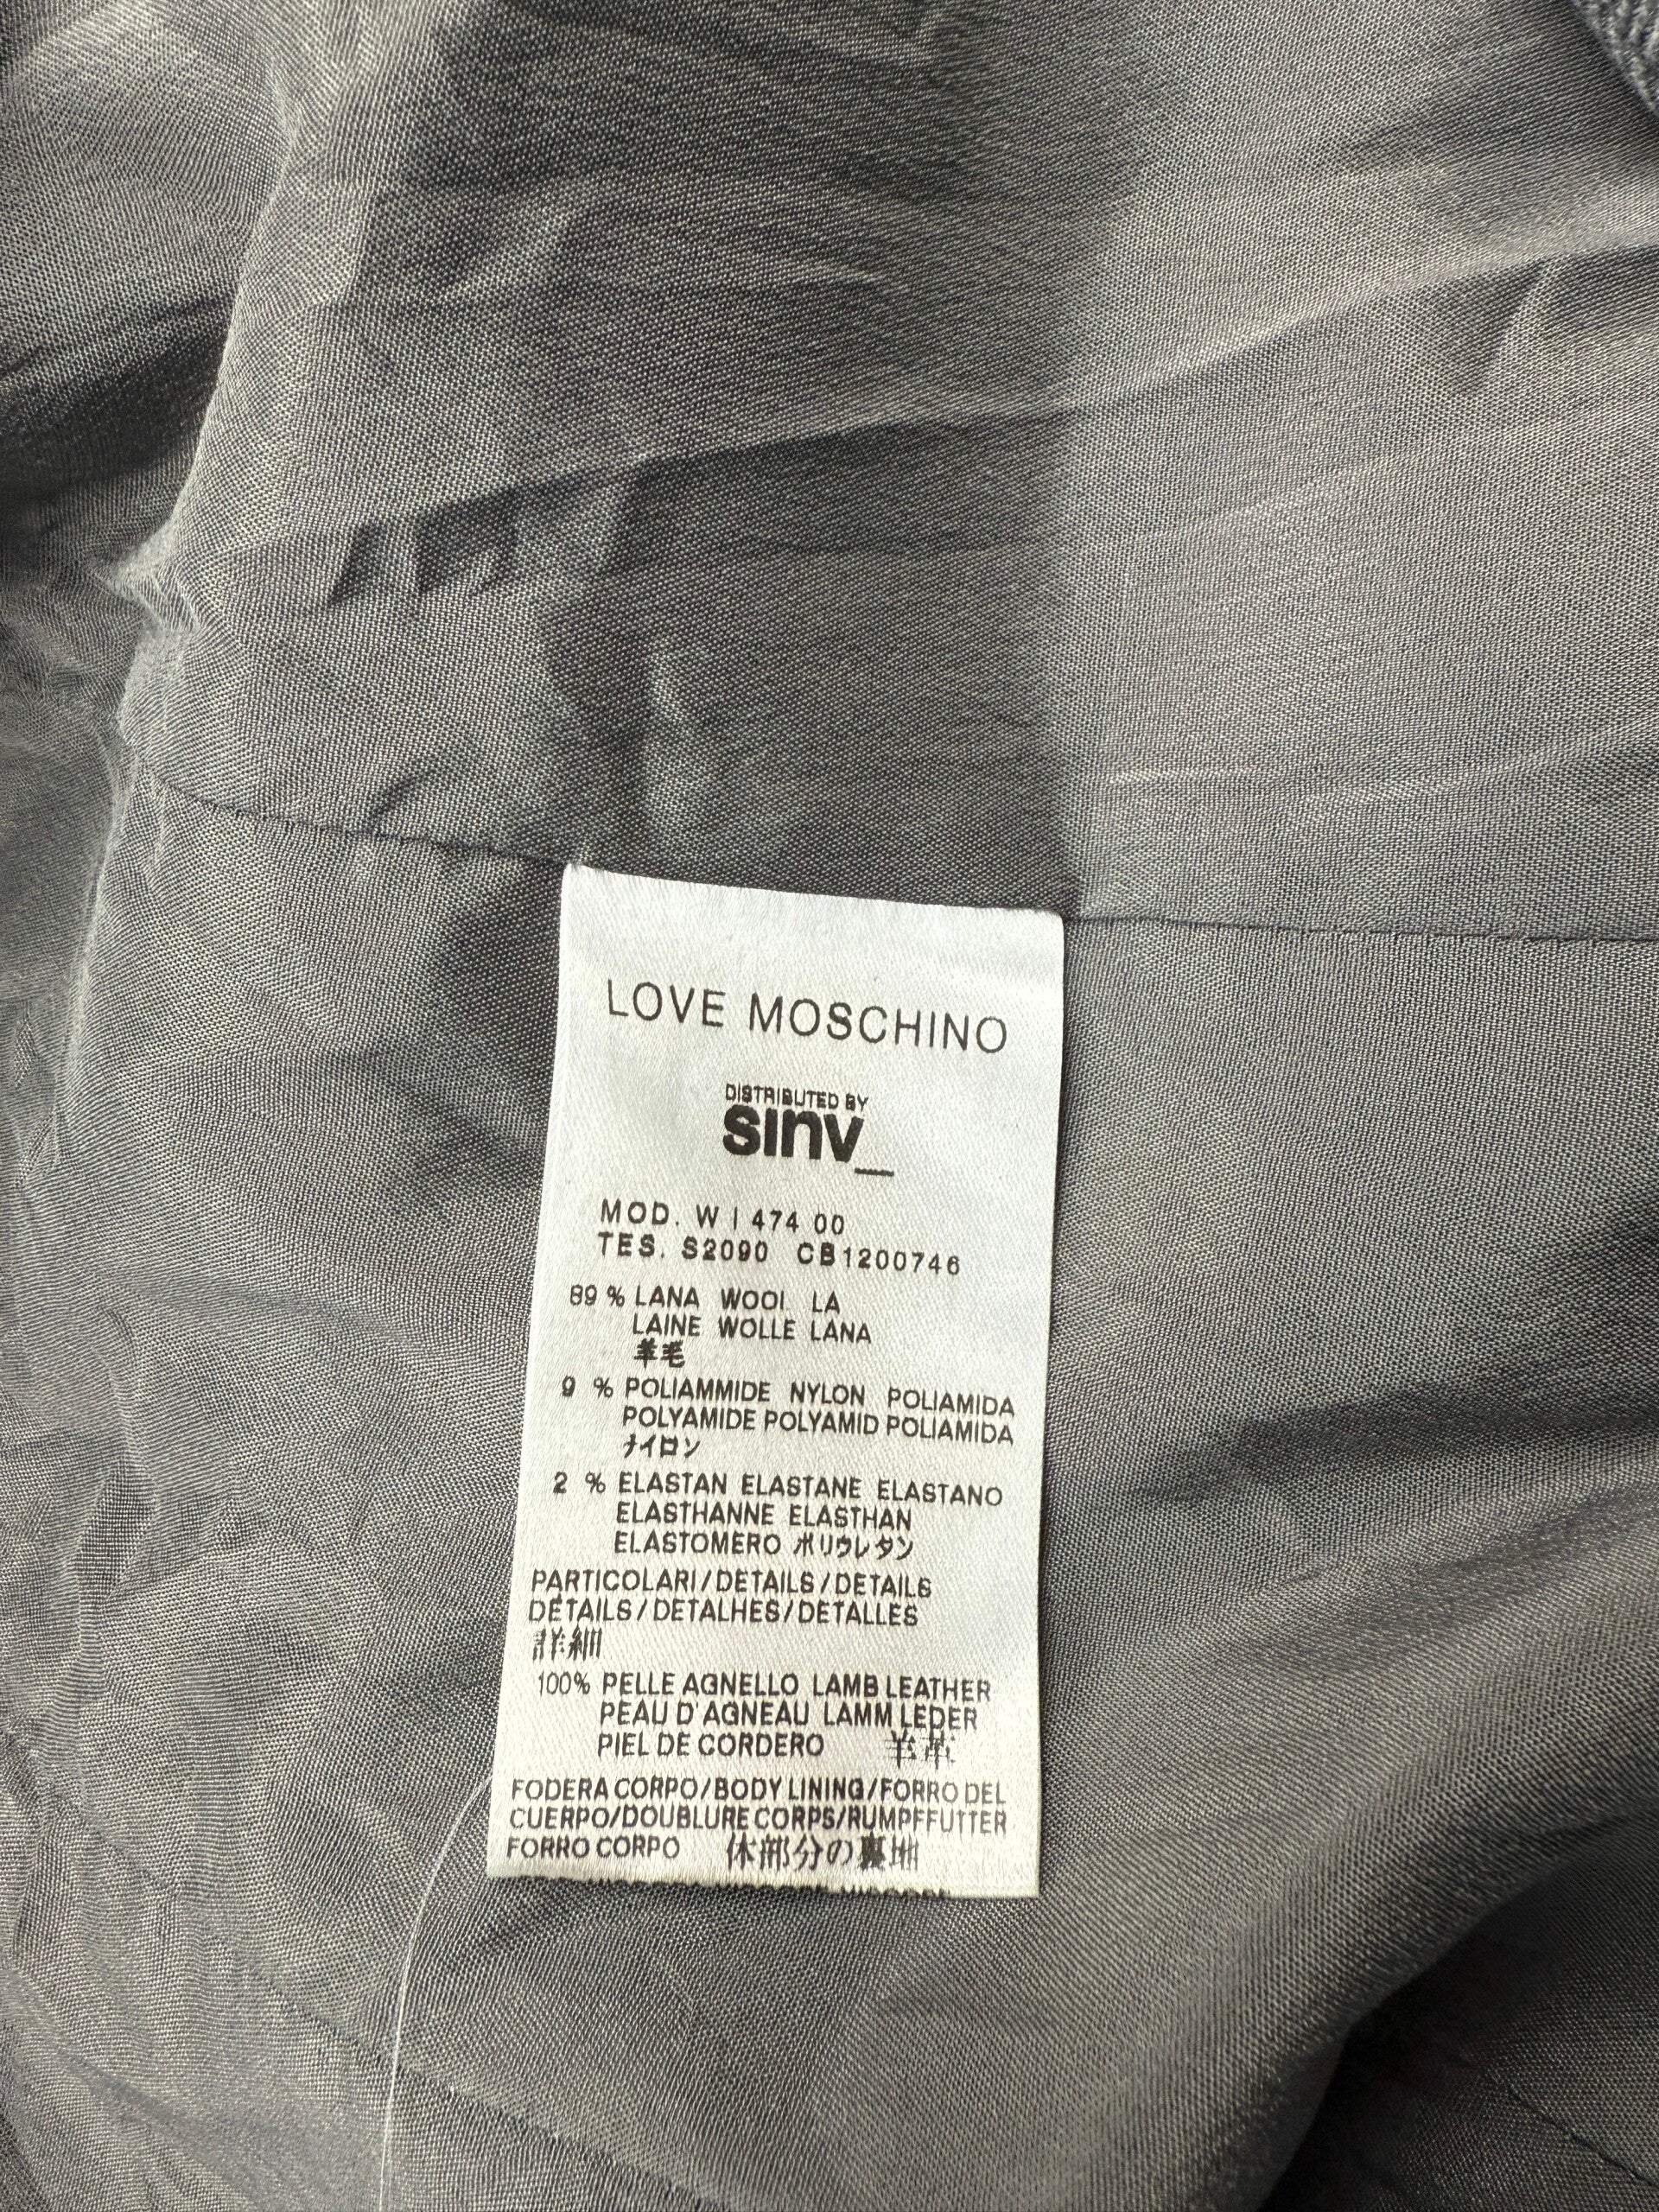 LOVE MOSCHINO
DISTRIBUTED BY
sınv_
MOD. W I 474 00
TES. S2090 CB1200746
89 % LANA WOOL LA
LAINE WOLLE LANA
羊毛
9 % POLIAMMIDE NYLON POLIAMIDA
POLYAMIDE POLYAMID POLIAMIDA
ナイロン
2 % ELASTAN ELASTANE ELASTANO
ELASTHANNE ELASTHAN
ELASTOMERO ポリウレタン
PARTICOLARI/DETAILS/DETAILS
DETAILS/DETALHES/DETALLES
詳細
100% PELLE AGNELLO LAMB LEATHER
PEAU D'AGNEAU LAMM LEDER
PIEL DE CORDERO 羊革
FODERA CORPO/BODY LINING/FORRO DEL
CUERPO/DOUBLURE CORPS/RUMPFFUTTER
FORRO CORPO 体部分の裏地